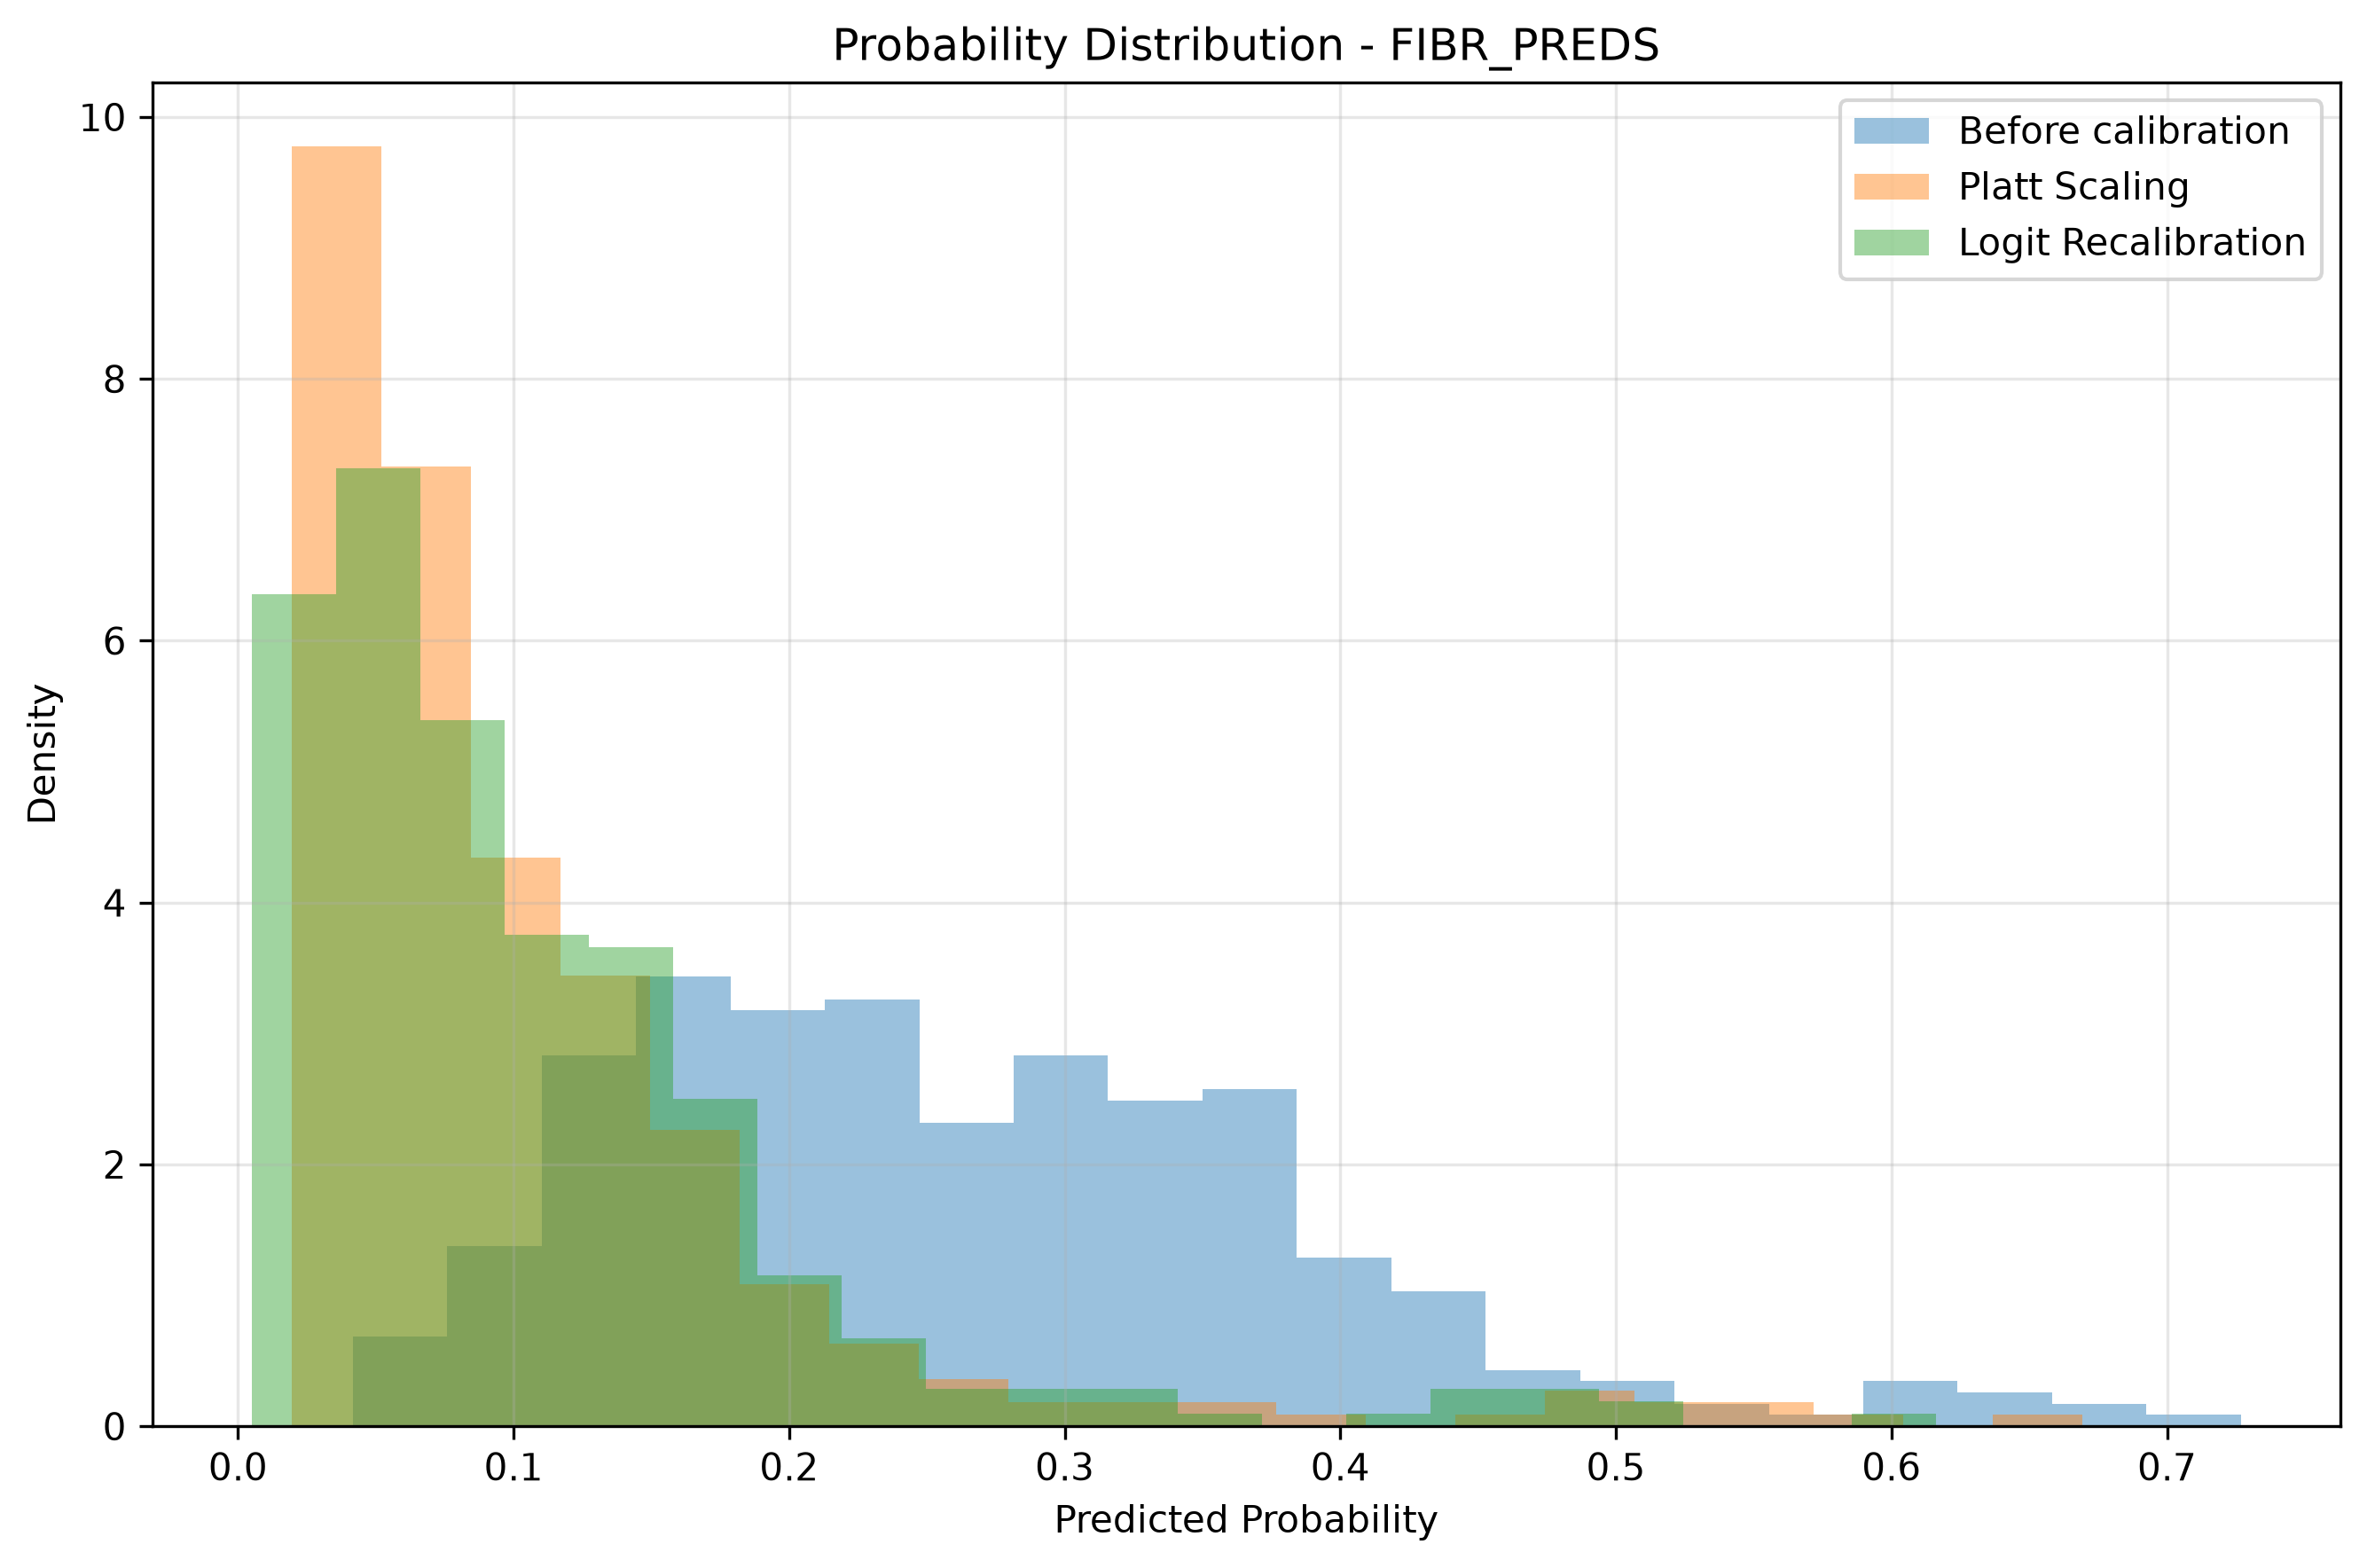 Probability Distribution - FIBR_PREDS
Before calibration
Platt Scaling
Logit Recalibration
Density
10
8
6
4
2
0
0.0 0.1 0.2 0.3 0.4 0.5 0.6 0.7
Predicted Probability